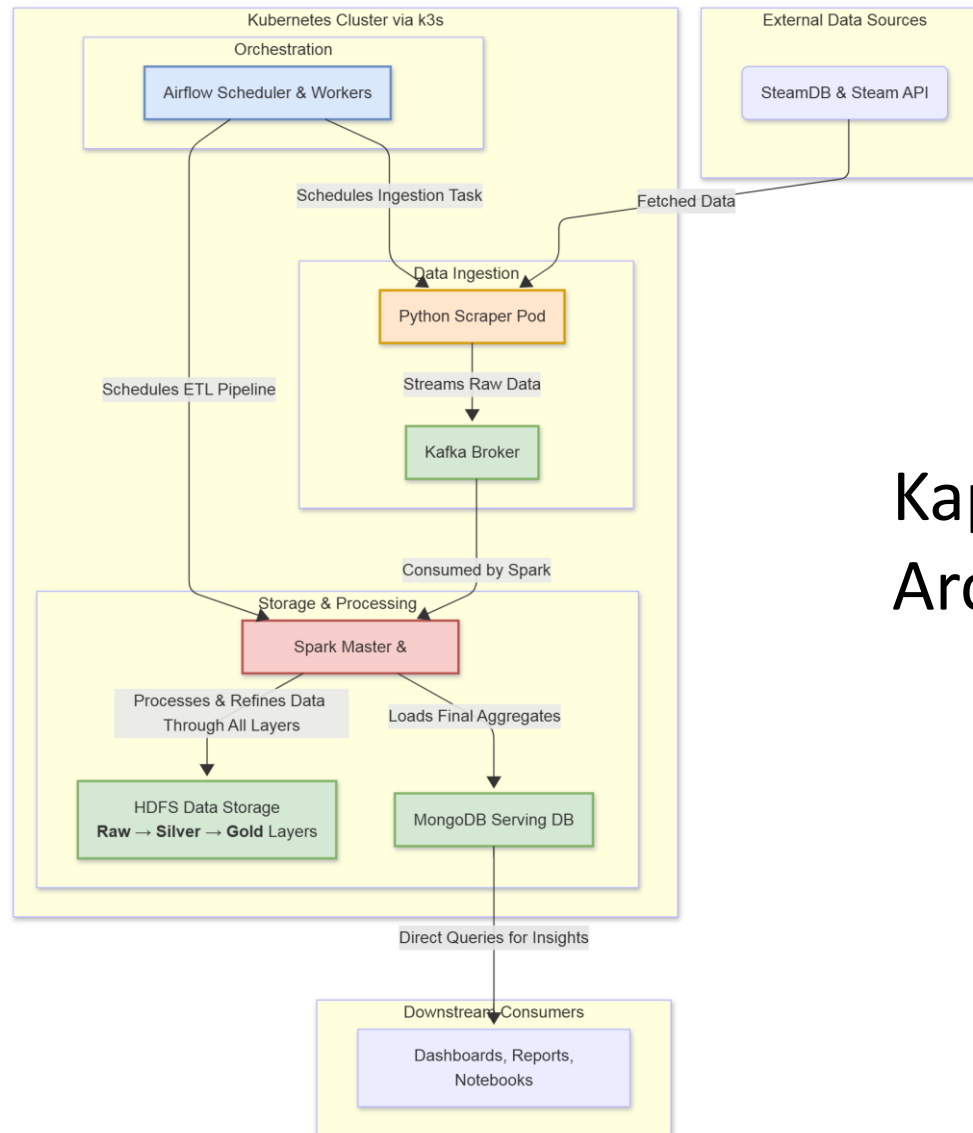 Kubernetes Cluster via k3s
External Data Sources
Orchestration
Airflow Scheduler & Workers
SteamDB & Steam API
Schedules Ingestion Task
Fetched Data
Data Ingestion
Python Scraper Pod
Schedules ETL Pipeline
Streams Raw Data
Kafka Broker
Kap
Arc
Consumed by Spark
Storage & Processing
Spark Master &
Processes & Refines Data
Through All Layers
Loads Final Aggregates
HDFS Data Storage
Raw → Silver → Gold Layers
MongoDB Serving DB
Direct Queries for Insights
Downstream Consumers
Dashboards, Reports,
Notebooks